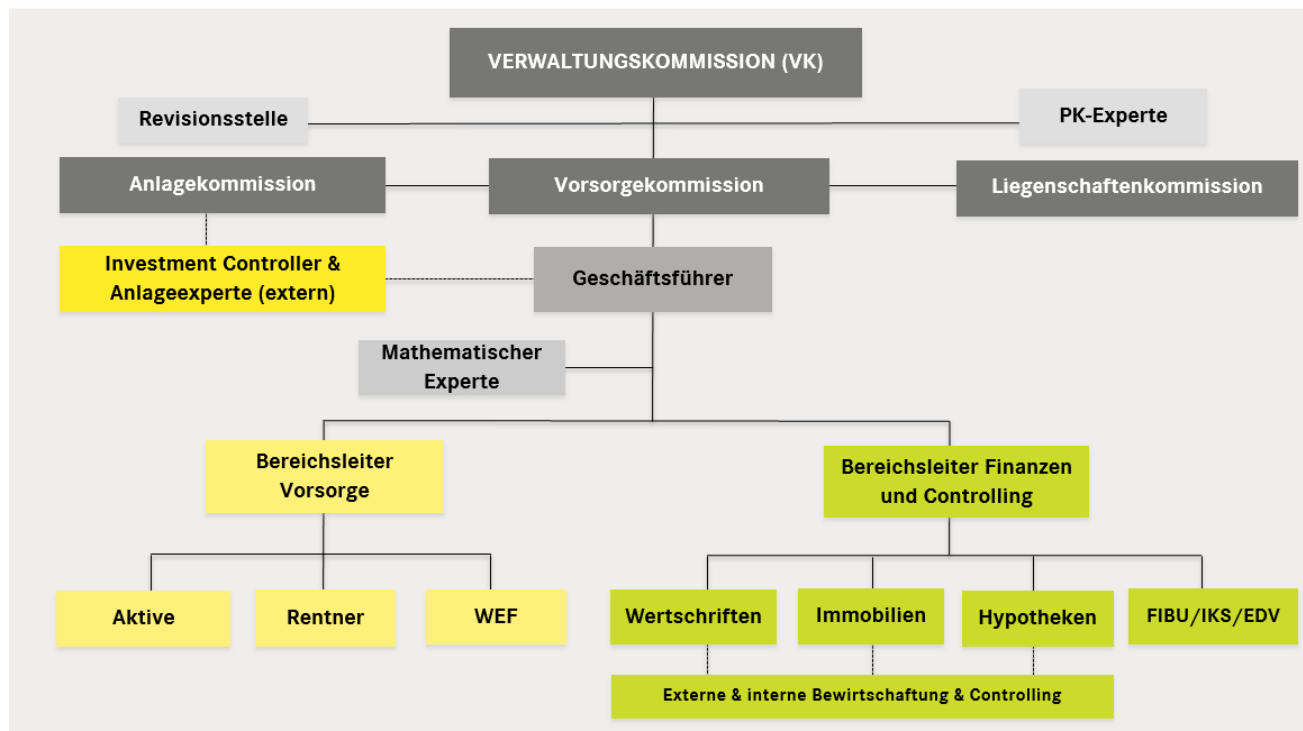 VERWALTUNGSKOMMISSION (VK)
Revisionsstelle
PK-Experte
Anlagekommission
Vorsorgekommission
Liegenschaftenkommission
Investment Controller &
Anlageexperte (extern)
Geschäftsführer
Mathematischer
Experte
Bereichsleiter
Vorsorge
Bereichsleiter Finanzen
und Controlling
Aktive
Rentner
WEF
Wertschriften
Immobilien
Hypotheken
FIBU/IKS/EDV
Externe & interne Bewirtschaftung & Controlling